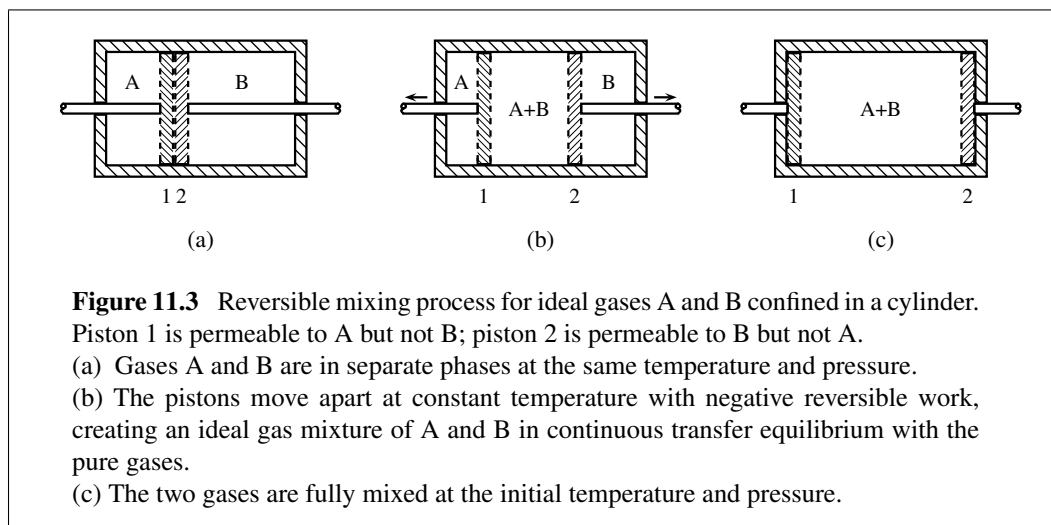 A B
A A+B B
A+B
1 2
1 2
1 2
(a) (b) (c)
Figure 11.3 Reversible mixing process for ideal gases A and B confined in a cylinder.
Piston 1 is permeable to A but not B; piston 2 is permeable to B but not A.
(a) Gases A and B are in separate phases at the same temperature and pressure.
(b) The pistons move apart at constant temperature with negative reversible work,
creating an ideal gas mixture of A and B in continuous transfer equilibrium with the
pure gases.
(c) The two gases are fully mixed at the initial temperature and pressure.